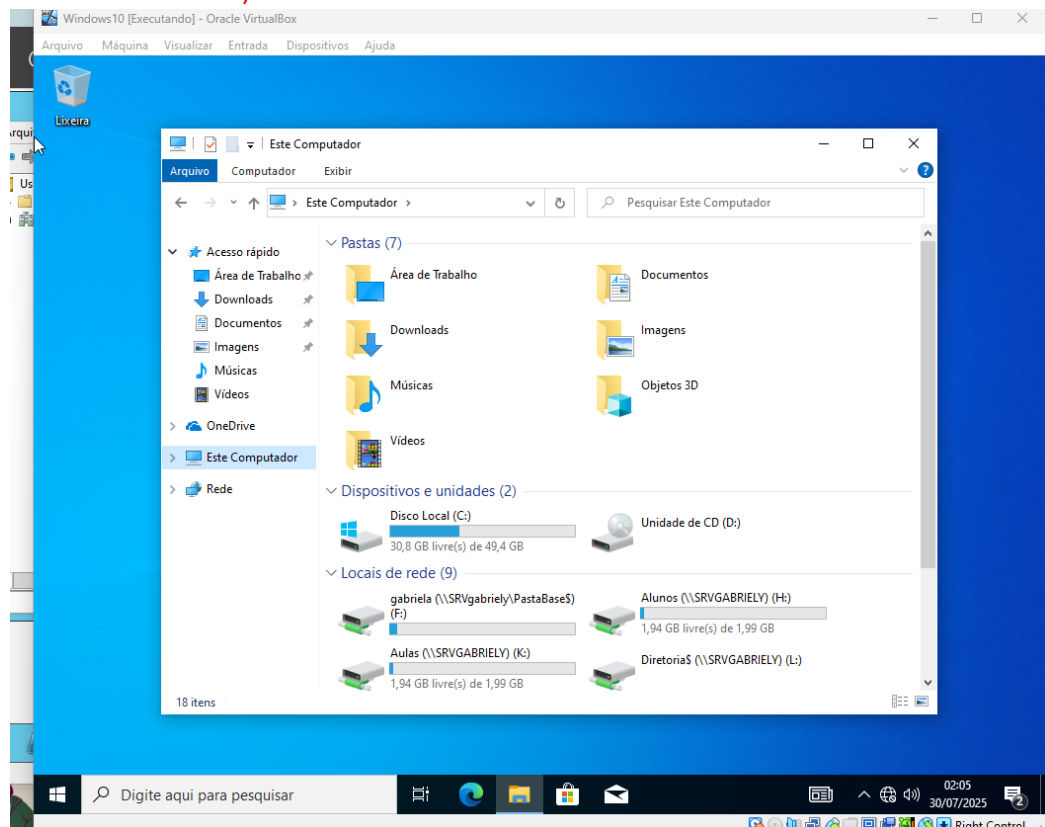 Windows10 [Executando] - Oracle VirtualBox
Arquivo Máquina Visualizar Entrada Dispositivos Ajuda
Lixeira
Us
Este Computador
Arquivo Computador Exibir
Este Computador
Pesquisar Este Computador
Acesso rápido
Área de Trabalho
Downloads
Documentos
Imagens
Músicas
Vídeos
OneDrive
Este Computador
Rede
Pastas (7)
Área de Trabalho
Documentos
Downloads
Imagens
Músicas
Objetos 3D
Vídeos
Dispositivos e unidades (2)
Disco Local (C:)
30,8 GB livre(s) de 49,4 GB
Unidade de CD (D:)
Locais de rede (9)
gabriela (\\SRVgabriely\PastaBase$)
(F:)
Alunos (\\SRVGABRIELY) (H:)
1,94 GB livre(s) de 1,99 GB
Aulas (\\SRVGABRIELY) (K:)
1,94 GB livre(s) de 1,99 GB
Diretoria$ (\\SRVGABRIELY) (L:)
18 itens
Digite aqui para pesquisar
02:05
30/07/2025
2
Right Control